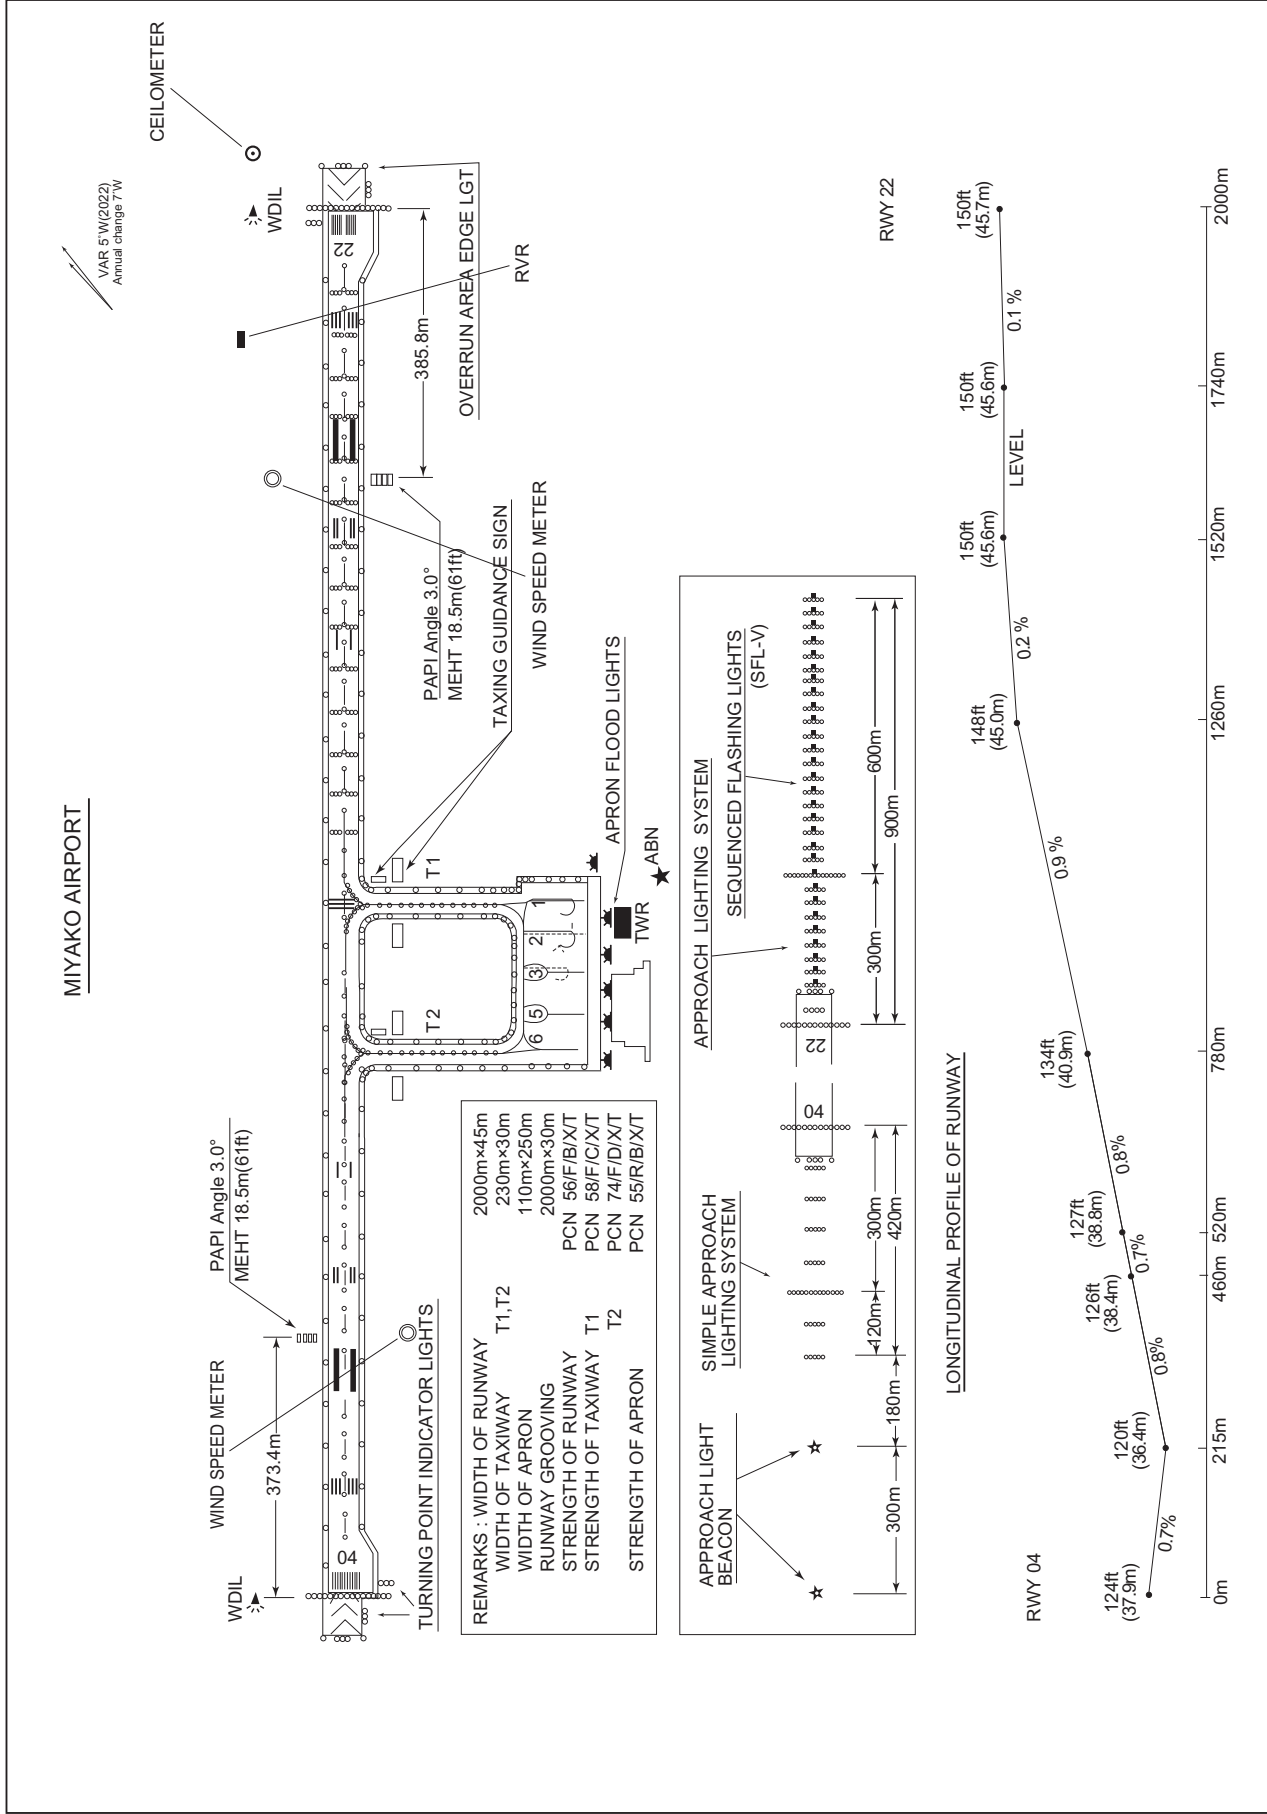 MIYAKO AIRPORT
VAR 5°W(2022)
Annual change 7'W
CEILOMETER
WDIL
WDIL
RVR
22
04
OVERRUN AREA EDGE LGT
385.8m
373.4m
WIND SPEED METER
PAPI Angle 3.0°
MEHT 18.5m(61ft)
PAPI Angle 3.0°
MEHT 18.5m(61ft)
TAXING GUIDANCE SIGN
WIND SPEED METER
TURNING POINT INDICATOR LIGHTS
T2
T1
6
5
3
2
1
APRON FLOOD LIGHTS
TWR
ABN
REMARKS : WIDTH OF RUNWAY 2000m×45m
WIDTH OF TAXIWAY T1,T2 230m×30m
WIDTH OF APRON 110m×250m
RUNWAY GROOVING 2000m×30m
STRENGTH OF RUNWAY PCN 56/F/B/X/T
STRENGTH OF TAXIWAY T1 PCN 58/F/C/X/T
T2 PCN 74/F/D/X/T
STRENGTH OF APRON PCN 55/R/B/X/T
APPROACH LIGHT
BEACON
SIMPLE APPROACH
LIGHTING SYSTEM
APPROACH LIGHTING SYSTEM
SEQUENCED FLASHING LIGHTS
(SFL-V)
04
22
300m
180m
120m
300m
420m
300m
600m
900m
LONGITUDINAL PROFILE OF RUNWAY
RWY 04
RWY 22
124ft
(37.9m)
120ft
(36.4m)
126ft
(38.4m)
127ft
(38.8m)
134ft
(40.9m)
148ft
(45.0m)
150ft
(45.6m)
150ft
(45.6m)
150ft
(45.7m)
0.7%
0.8%
0.7%
0.8%
0.9 %
0.2 %
LEVEL
0.1 %
0m
215m
460m
520m
780m
1260m
1520m
1740m
2000m